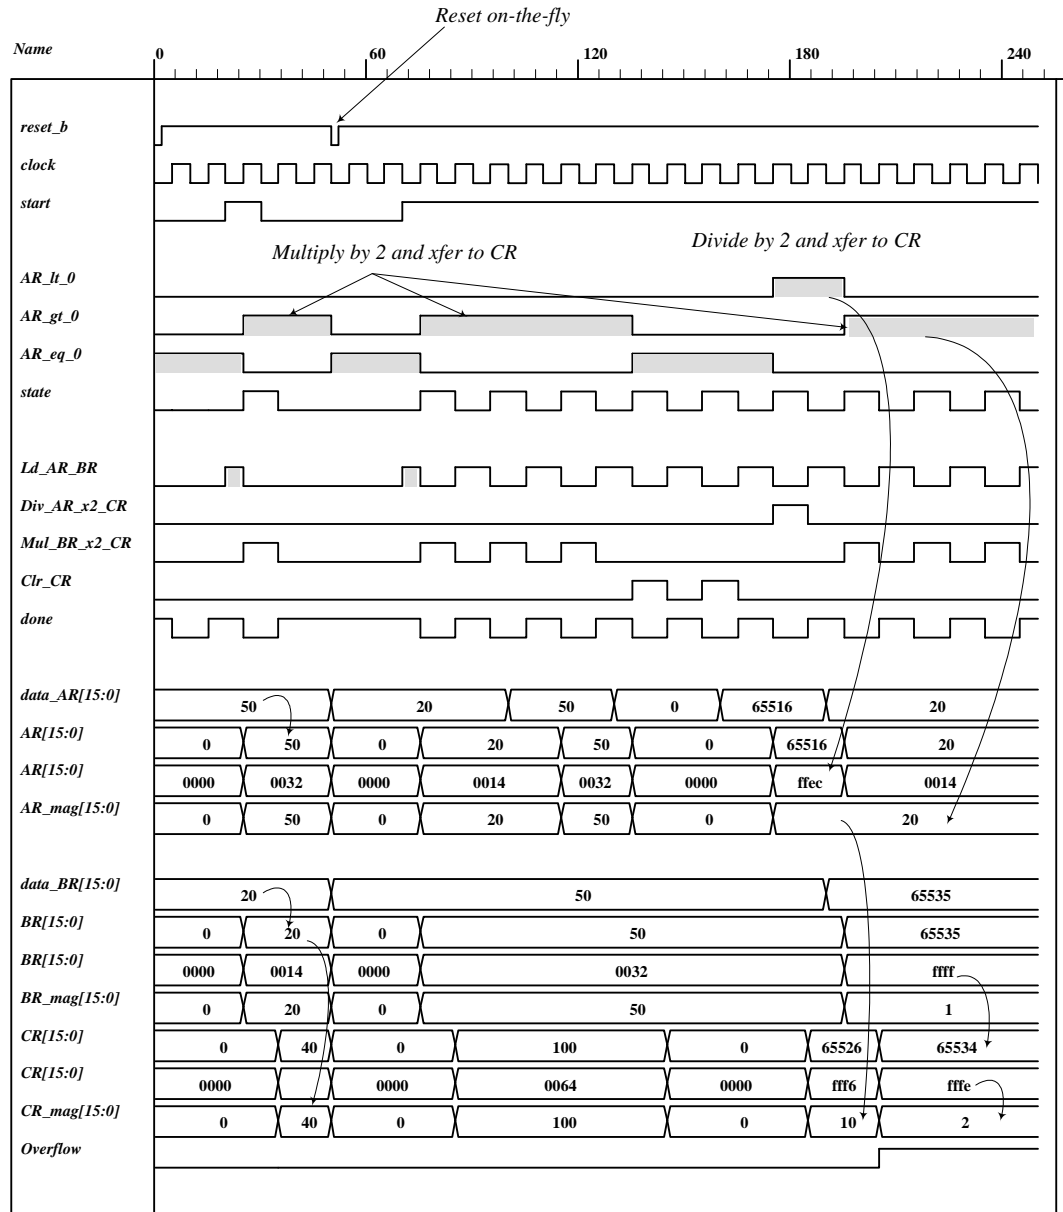 Reset on-the-fly
Name 0 60 120 180 240
reset_b
clock
start
Multiply by 2 and xfer to CR Divide by 2 and xfer to CR
AR_lt_0
AR_gt_0
AR_eq_0
state
Ld_AR_BR
Div_AR_x2_CR
Mul_BR_x2_CR
Clr_CR
done
data_AR[15:0] 50 20 50 0 65516 20
AR[15:0] 0 50 0 20 50 0 65516 20
AR[15:0] 0000 0032 0000 0014 0032 0000 ffec 0014
AR_mag[15:0] 0 50 0 20 50 0 20
data_BR[15:0] 20 50 65535
BR[15:0] 0 20 0 50 65535
BR[15:0] 0000 0014 0000 0032 ffff
BR_mag[15:0] 0 20 0 50 1
CR[15:0] 0 40 0 100 0 65526 65534
CR[15:0] 0000 0000 0064 0000 fff6 fffe
CR_mag[15:0] 0 40 0 100 0 10 2
Overflow